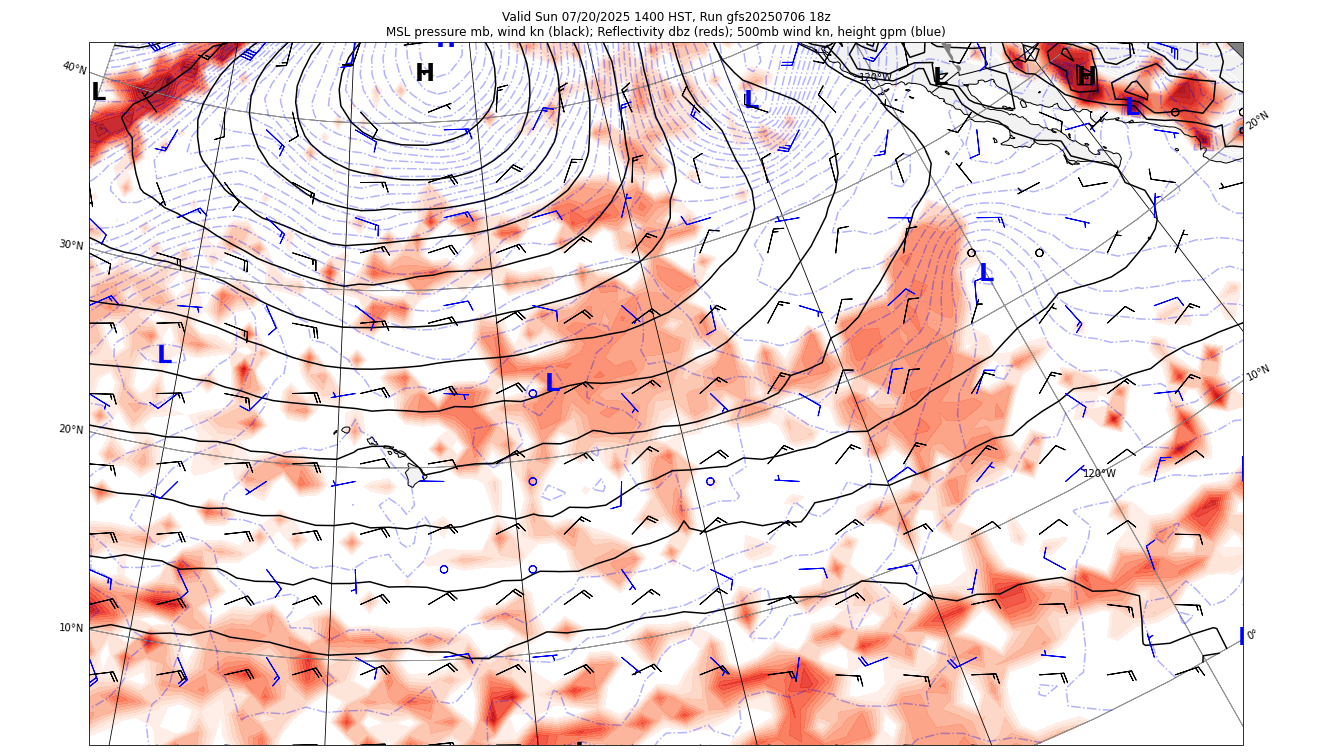 Valid Sun 07/20/2025 1400 HST, Run gfs20250706 18z
MSL pressure mb, wind kn (black); Reflectivity dbz (reds); 500mb wind kn, height gpm (blue)
H
40°N
H
L
L
120°W
L
H
L
20°N
30°N
L
L
L
10°N
20°N
120°W
10°N
0°